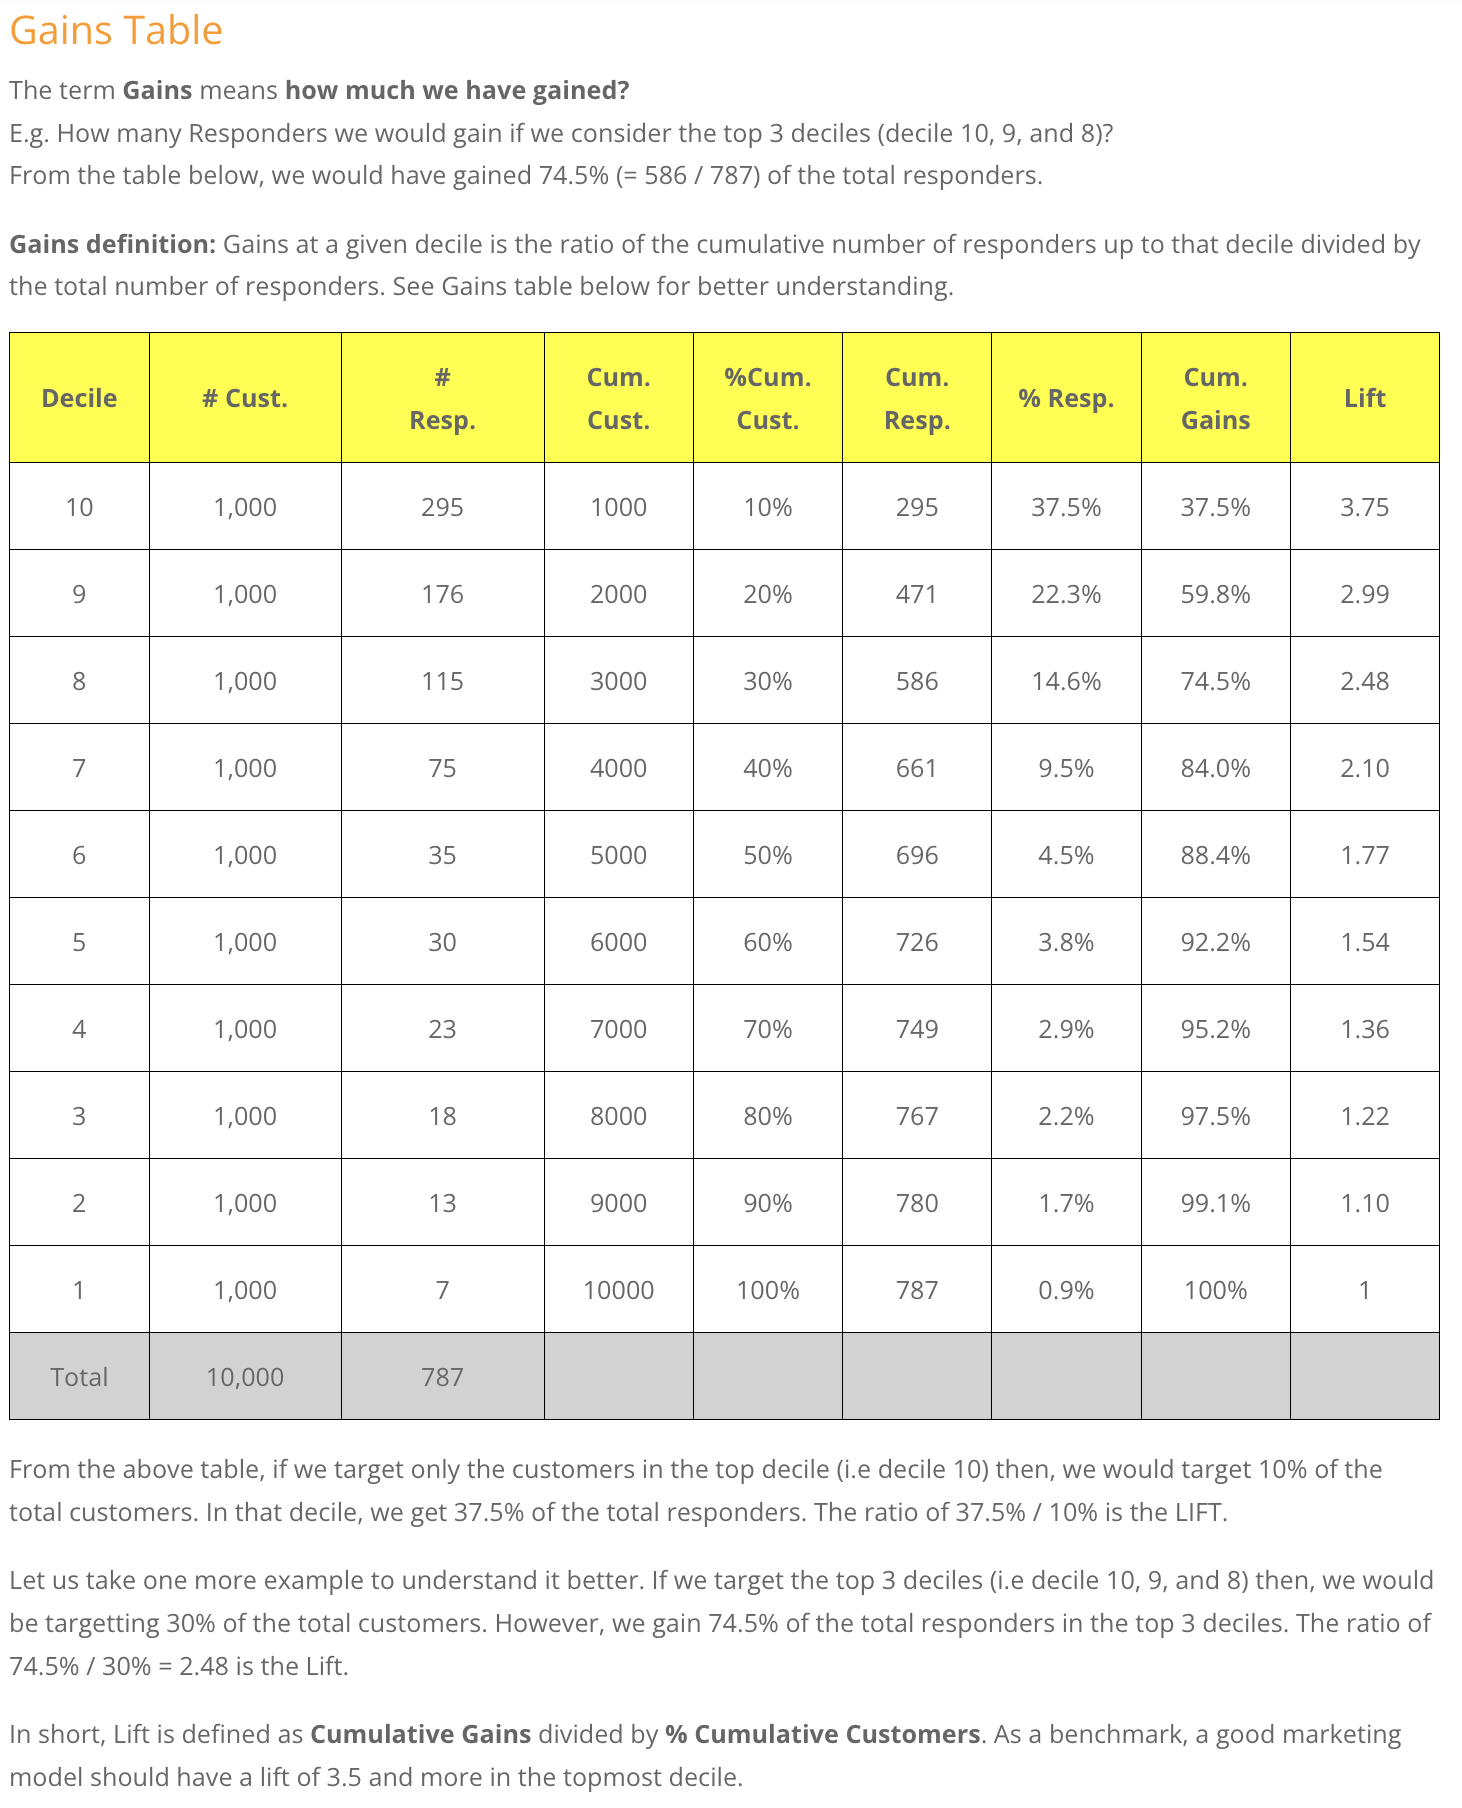 Gains Table
The term Gains means how much we have gained?
E.g. How many Responders we would gain if we consider the top 3 deciles (decile 10, 9, and 8)?
From the table below, we would have gained 74.5% (= 586 / 787) of the total responders.
Gains definition: Gains at a given decile is the ratio of the cumulative number of responders up to that decile divided by
the total number of responders. See Gains table below for better understanding.
Decile # Cust. # Resp. Cum. Cust. %Cum. Cust. Cum. Resp. % Resp. Cum. Gains Lift
10 1,000 295 1000 10% 295 37.5% 37.5% 3.75
9 1,000 176 2000 20% 471 22.3% 59.8% 2.99
8 1,000 115 3000 30% 586 14.6% 74.5% 2.48
7 1,000 75 4000 40% 661 9.5% 84.0% 2.10
6 1,000 35 5000 50% 696 4.5% 88.4% 1.77
5 1,000 30 6000 60% 726 3.8% 92.2% 1.54
4 1,000 23 7000 70% 749 2.9% 95.2% 1.36
3 1,000 18 8000 80% 767 2.2% 97.5% 1.22
2 1,000 13 9000 90% 780 1.7% 99.1% 1.10
1 1,000 7 10000 100% 787 0.9% 100% 1
Total 10,000 787
From the above table, if we target only the customers in the top decile (i.e decile 10) then, we would target 10% of the
total customers. In that decile, we get 37.5% of the total responders. The ratio of 37.5% / 10% is the LIFT.
Let us take one more example to understand it better. If we target the top 3 deciles (i.e decile 10, 9, and 8) then, we would
be targetting 30% of the total customers. However, we gain 74.5% of the total responders in the top 3 deciles. The ratio of
74.5% / 30% = 2.48 is the Lift.
In short, Lift is defined as Cumulative Gains divided by % Cumulative Customers. As a benchmark, a good marketing
model should have a lift of 3.5 and more in the topmost decile.